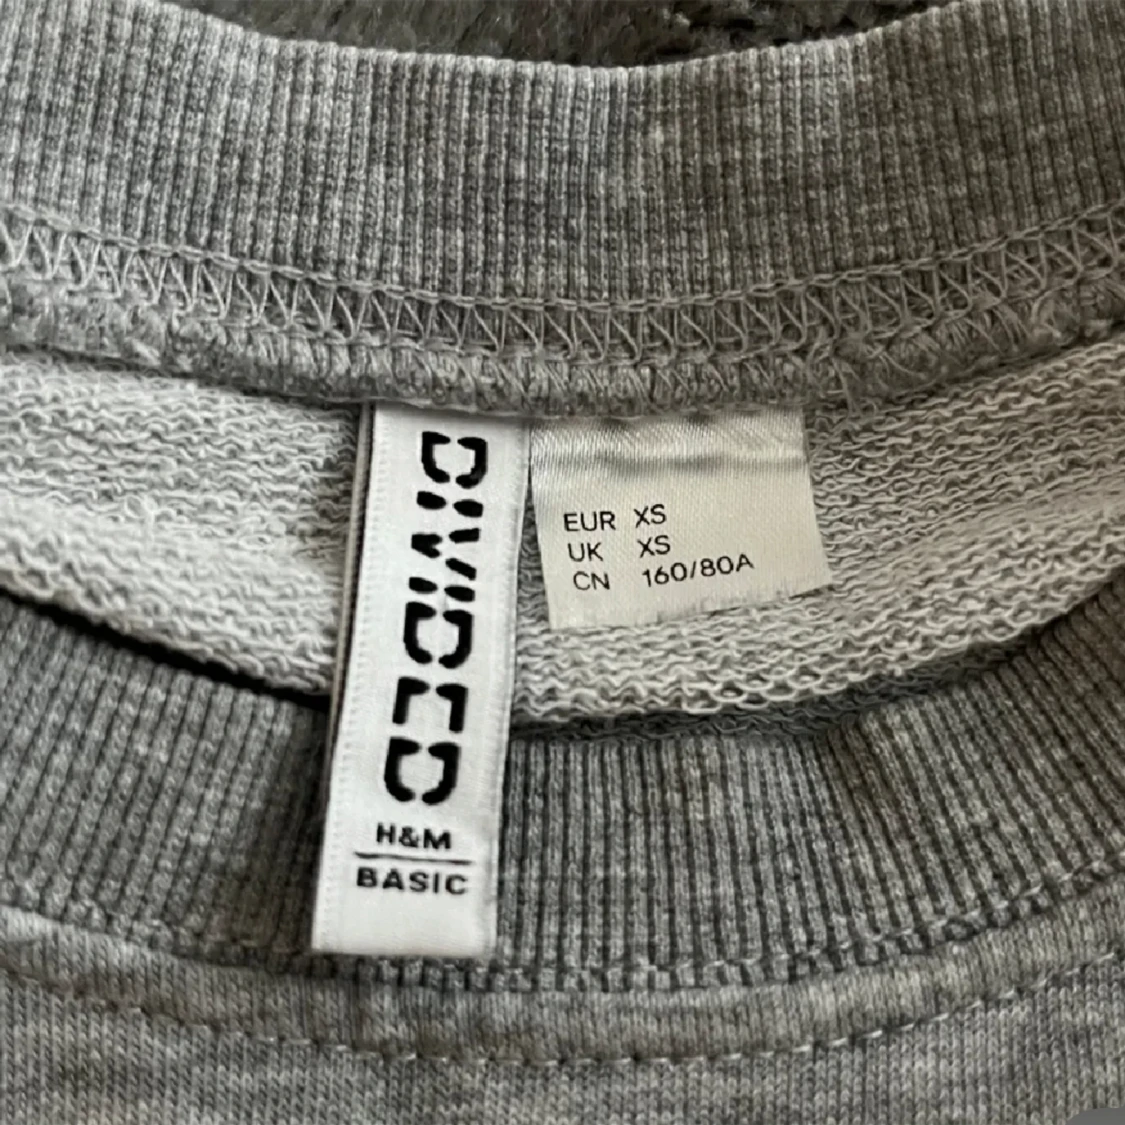 DIVIDED
H&M
BASIC
EUR XS
UK XS
CN 160/80A